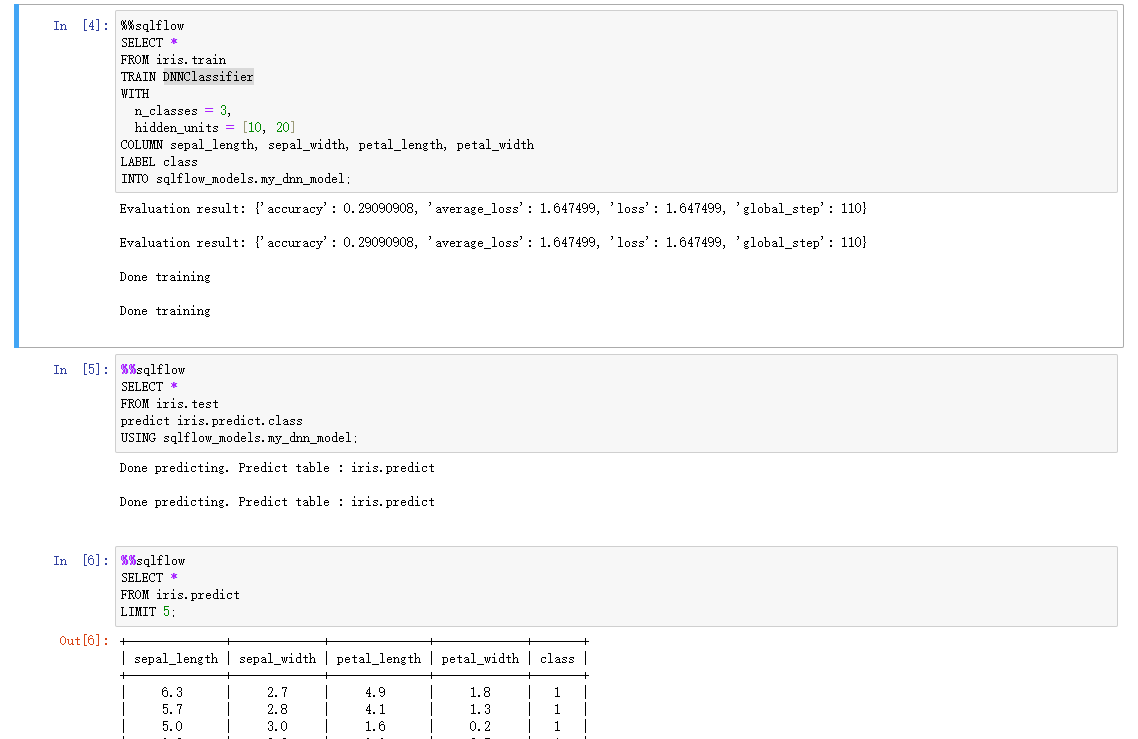 In [4]:
%%sqlflow
SELECT *
FROM iris.train
TRAIN DNNClassifier
WITH
n_classes = 3,
hidden_units = [10, 20]
COLUMN sepal_length, sepal_width, petal_length, petal_width
LABEL class
INTO sqlflow_models.my_dnn_model;
Evaluation result: {'accuracy': 0.29090908, 'average_loss': 1.647499, 'loss': 1.647499, 'global_step': 110}
Evaluation result: {'accuracy': 0.29090908, 'average_loss': 1.647499, 'loss': 1.647499, 'global_step': 110}
Done training
Done training
In [5]:
%%sqlflow
SELECT *
FROM iris.test
predict iris.predict.class
USING sqlflow_models.my_dnn_model;
Done predicting. Predict table : iris.predict
Done predicting. Predict table : iris.predict
In [6]:
%%sqlflow
SELECT *
FROM iris.predict
LIMIT 5;
Out[6]:
| sepal_length | sepal_width | petal_length | petal_width | class |
| 6.3 | 2.7 | 4.9 | 1.8 | 1 |
| 5.7 | 2.8 | 4.1 | 1.3 | 1 |
| 5.0 | 3.0 | 1.6 | 0.2 | 1 |